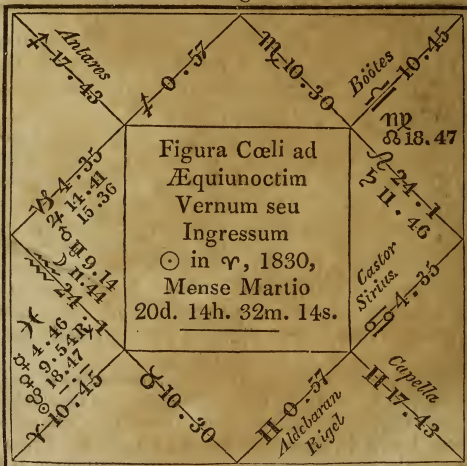 Antares
♐ 17.43
♐ 0.57
♏ 10.30
Böötes
♎ 10.45
♍
☊ 18.47
♌ 24.1
♄ 11.46
♑ 4.35
♃ 14.41
15.36
♅ ♒ 9.14
☽ 11.44
♒ 24.1
♓
4.46
9.54 ℞
18.47
☉
♈ 10.45
♉ 10.30
Figura Cœli ad
Æquiunoctim
Vernum seu
Ingressum
☉ in ♈, 1830,
Mense Martio
20d. 14h. 32m. 14s.
Castor
Sirius.
♋ 4.35
Capella
♊ 17.43
♊ 0.57
Aldebaran
Rigel